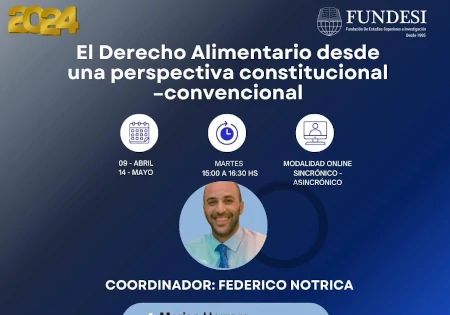 2024
FUNDESI
Fundación De Estudios Superiores e Investigación
Desde 1995
El Derecho Alimentario desde
una perspectiva constitucional
-convencional
09 - ABRIL
14 - MAYO
MARTES
15:00 A 16:30 HS
MODALIDAD ONLINE
SINCRÓNICO -
ASINCRÓNICO
COORDINADOR: FEDERICO NOTRICA